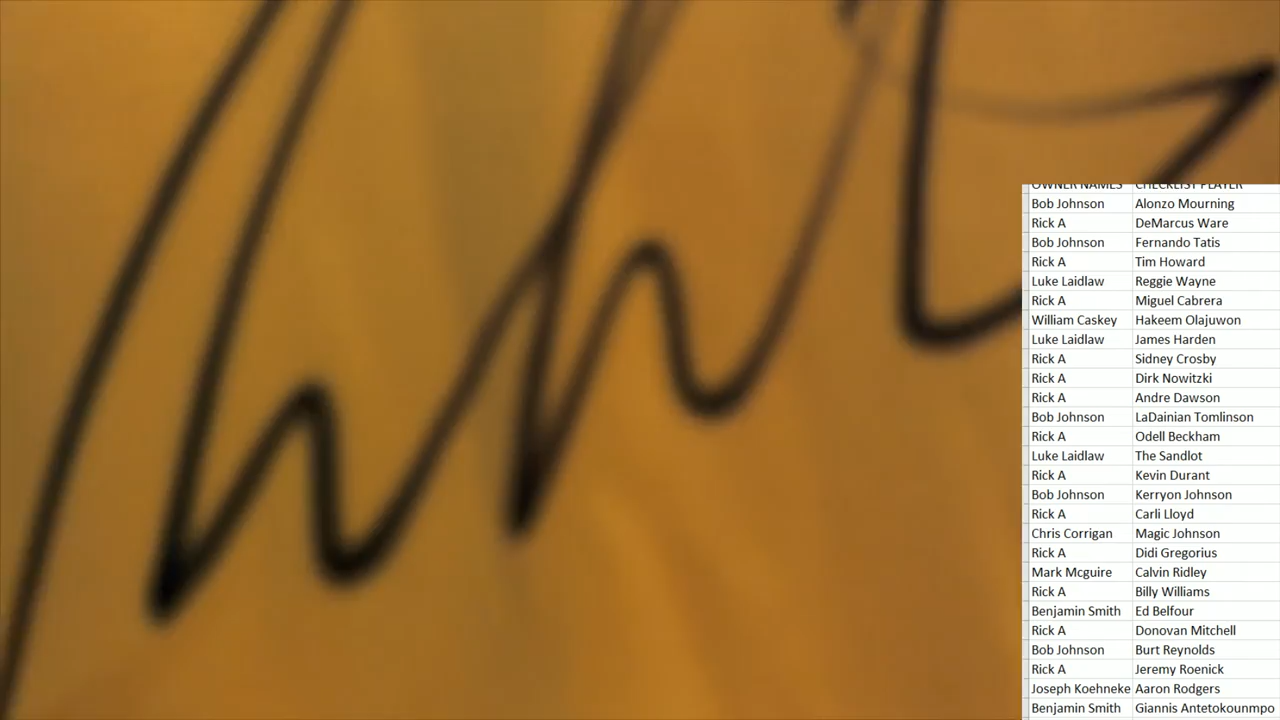 OWNER NAMES CHECKLIST PLAYER
Bob Johnson Alonzo Mourning
Rick A DeMarcus Ware
Bob Johnson Fernando Tatis
Rick A Tim Howard
Luke Laidlaw Reggie Wayne
Rick A Miguel Cabrera
William Caskey Hakeem Olajuwon
Luke Laidlaw James Harden
Rick A Sidney Crosby
Rick A Dirk Nowitzki
Rick A Andre Dawson
Bob Johnson LaDainian Tomlinson
Rick A Odell Beckham
Luke Laidlaw The Sandlot
Rick A Kevin Durant
Bob Johnson Kerryon Johnson
Rick A Carli Lloyd
Chris Corrigan Magic Johnson
Rick A Didi Gregorius
Mark Mcguire Calvin Ridley
Rick A Billy Williams
Benjamin Smith Ed Belfour
Rick A Donovan Mitchell
Bob Johnson Burt Reynolds
Rick A Jeremy Roenick
Joseph Koehneke Aaron Rodgers
Benjamin Smith Giannis Antetokounmpo